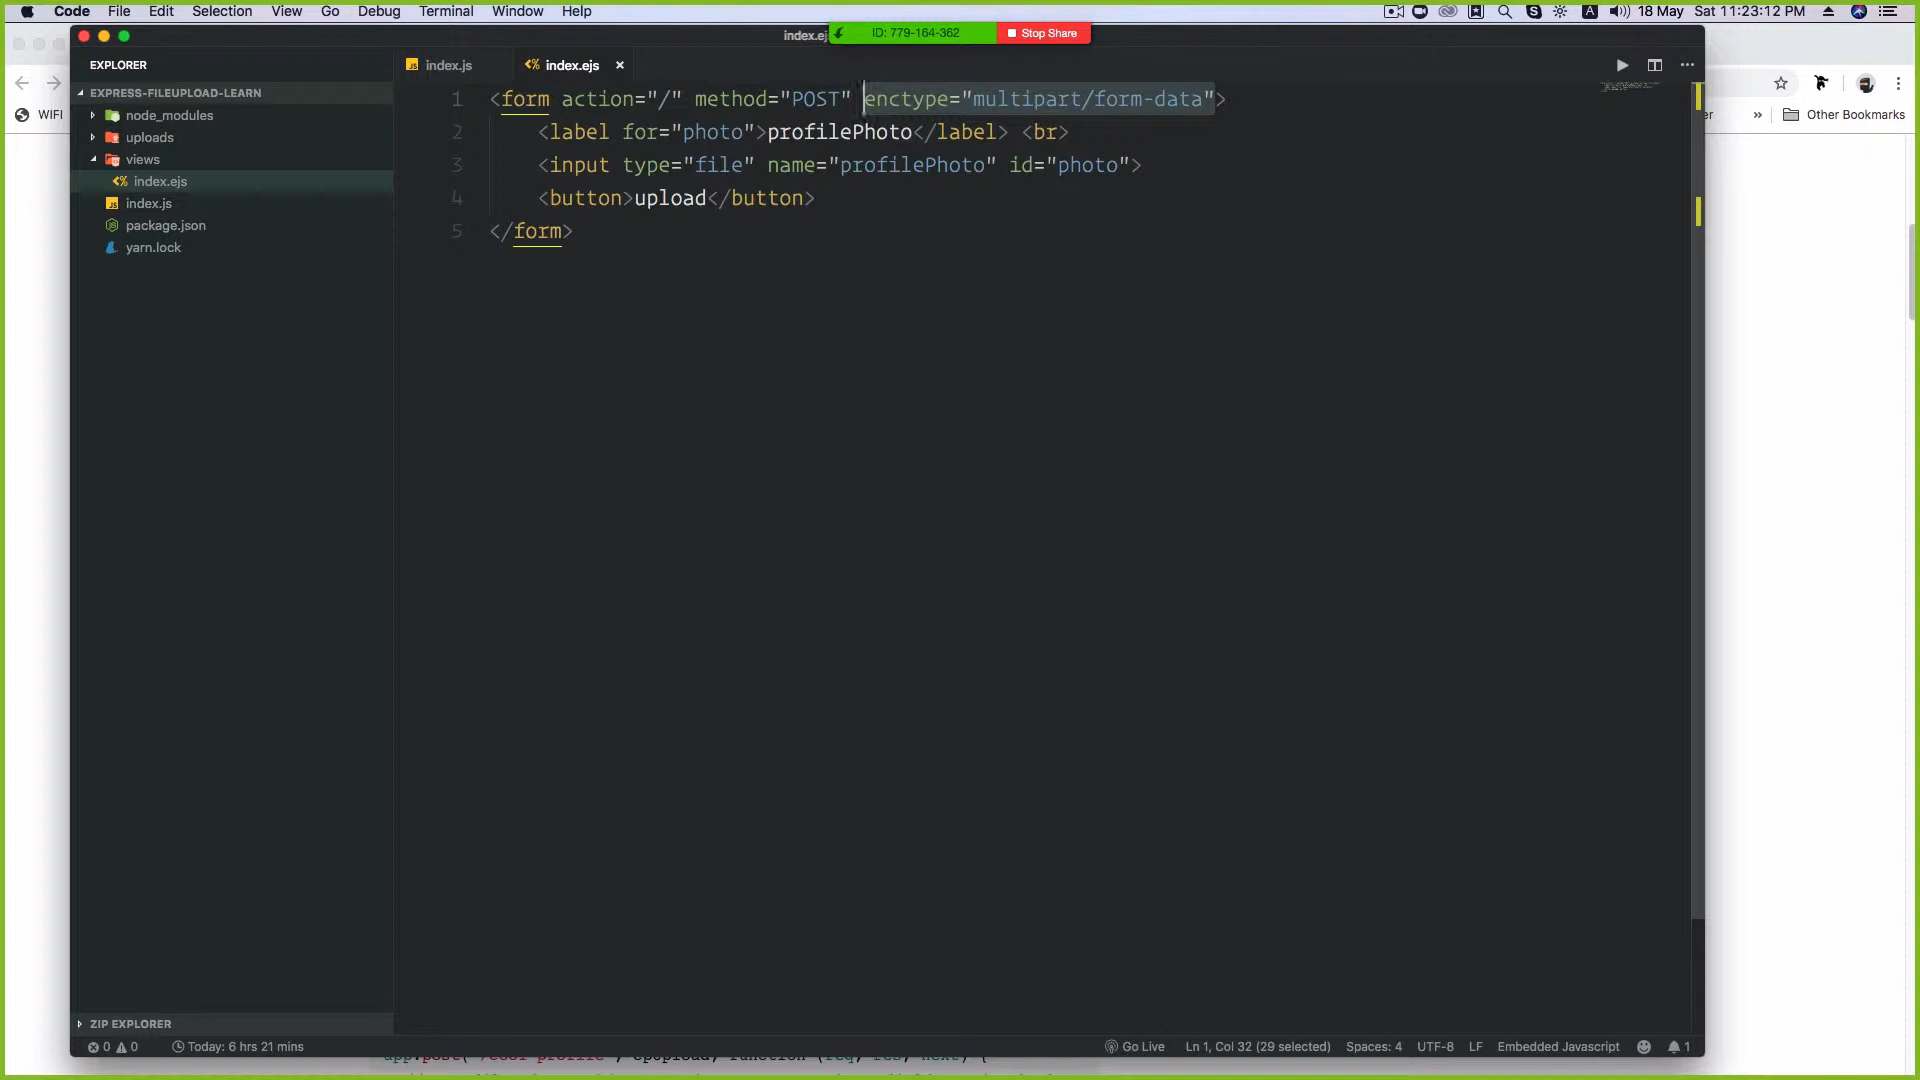 Code File Edit Selection View Go Debug Terminal Window Help
18 May Sat 11:23:12 PM
index.ej
ID: 779-164-362
Stop Share
EXPLORER
index.js
index.ejs
EXPRESS-FILEUPLOAD-LEARN
node_modules
uploads
views
index.ejs
index.js
package.json
yarn.lock
1 <form action="/" method="POST" enctype="multipart/form-data">
2 <label for="photo">profilePhoto</label> <br>
3 <input type="file" name="profilePhoto" id="photo">
4 <button>upload</button>
5 </form>
WIFI
Other Bookmarks
ZIP EXPLORER
0 0 Today: 6 hrs 21 mins
Go Live Ln 1, Col 32 (29 selected) Spaces: 4 UTF-8 LF Embedded Javascript 1